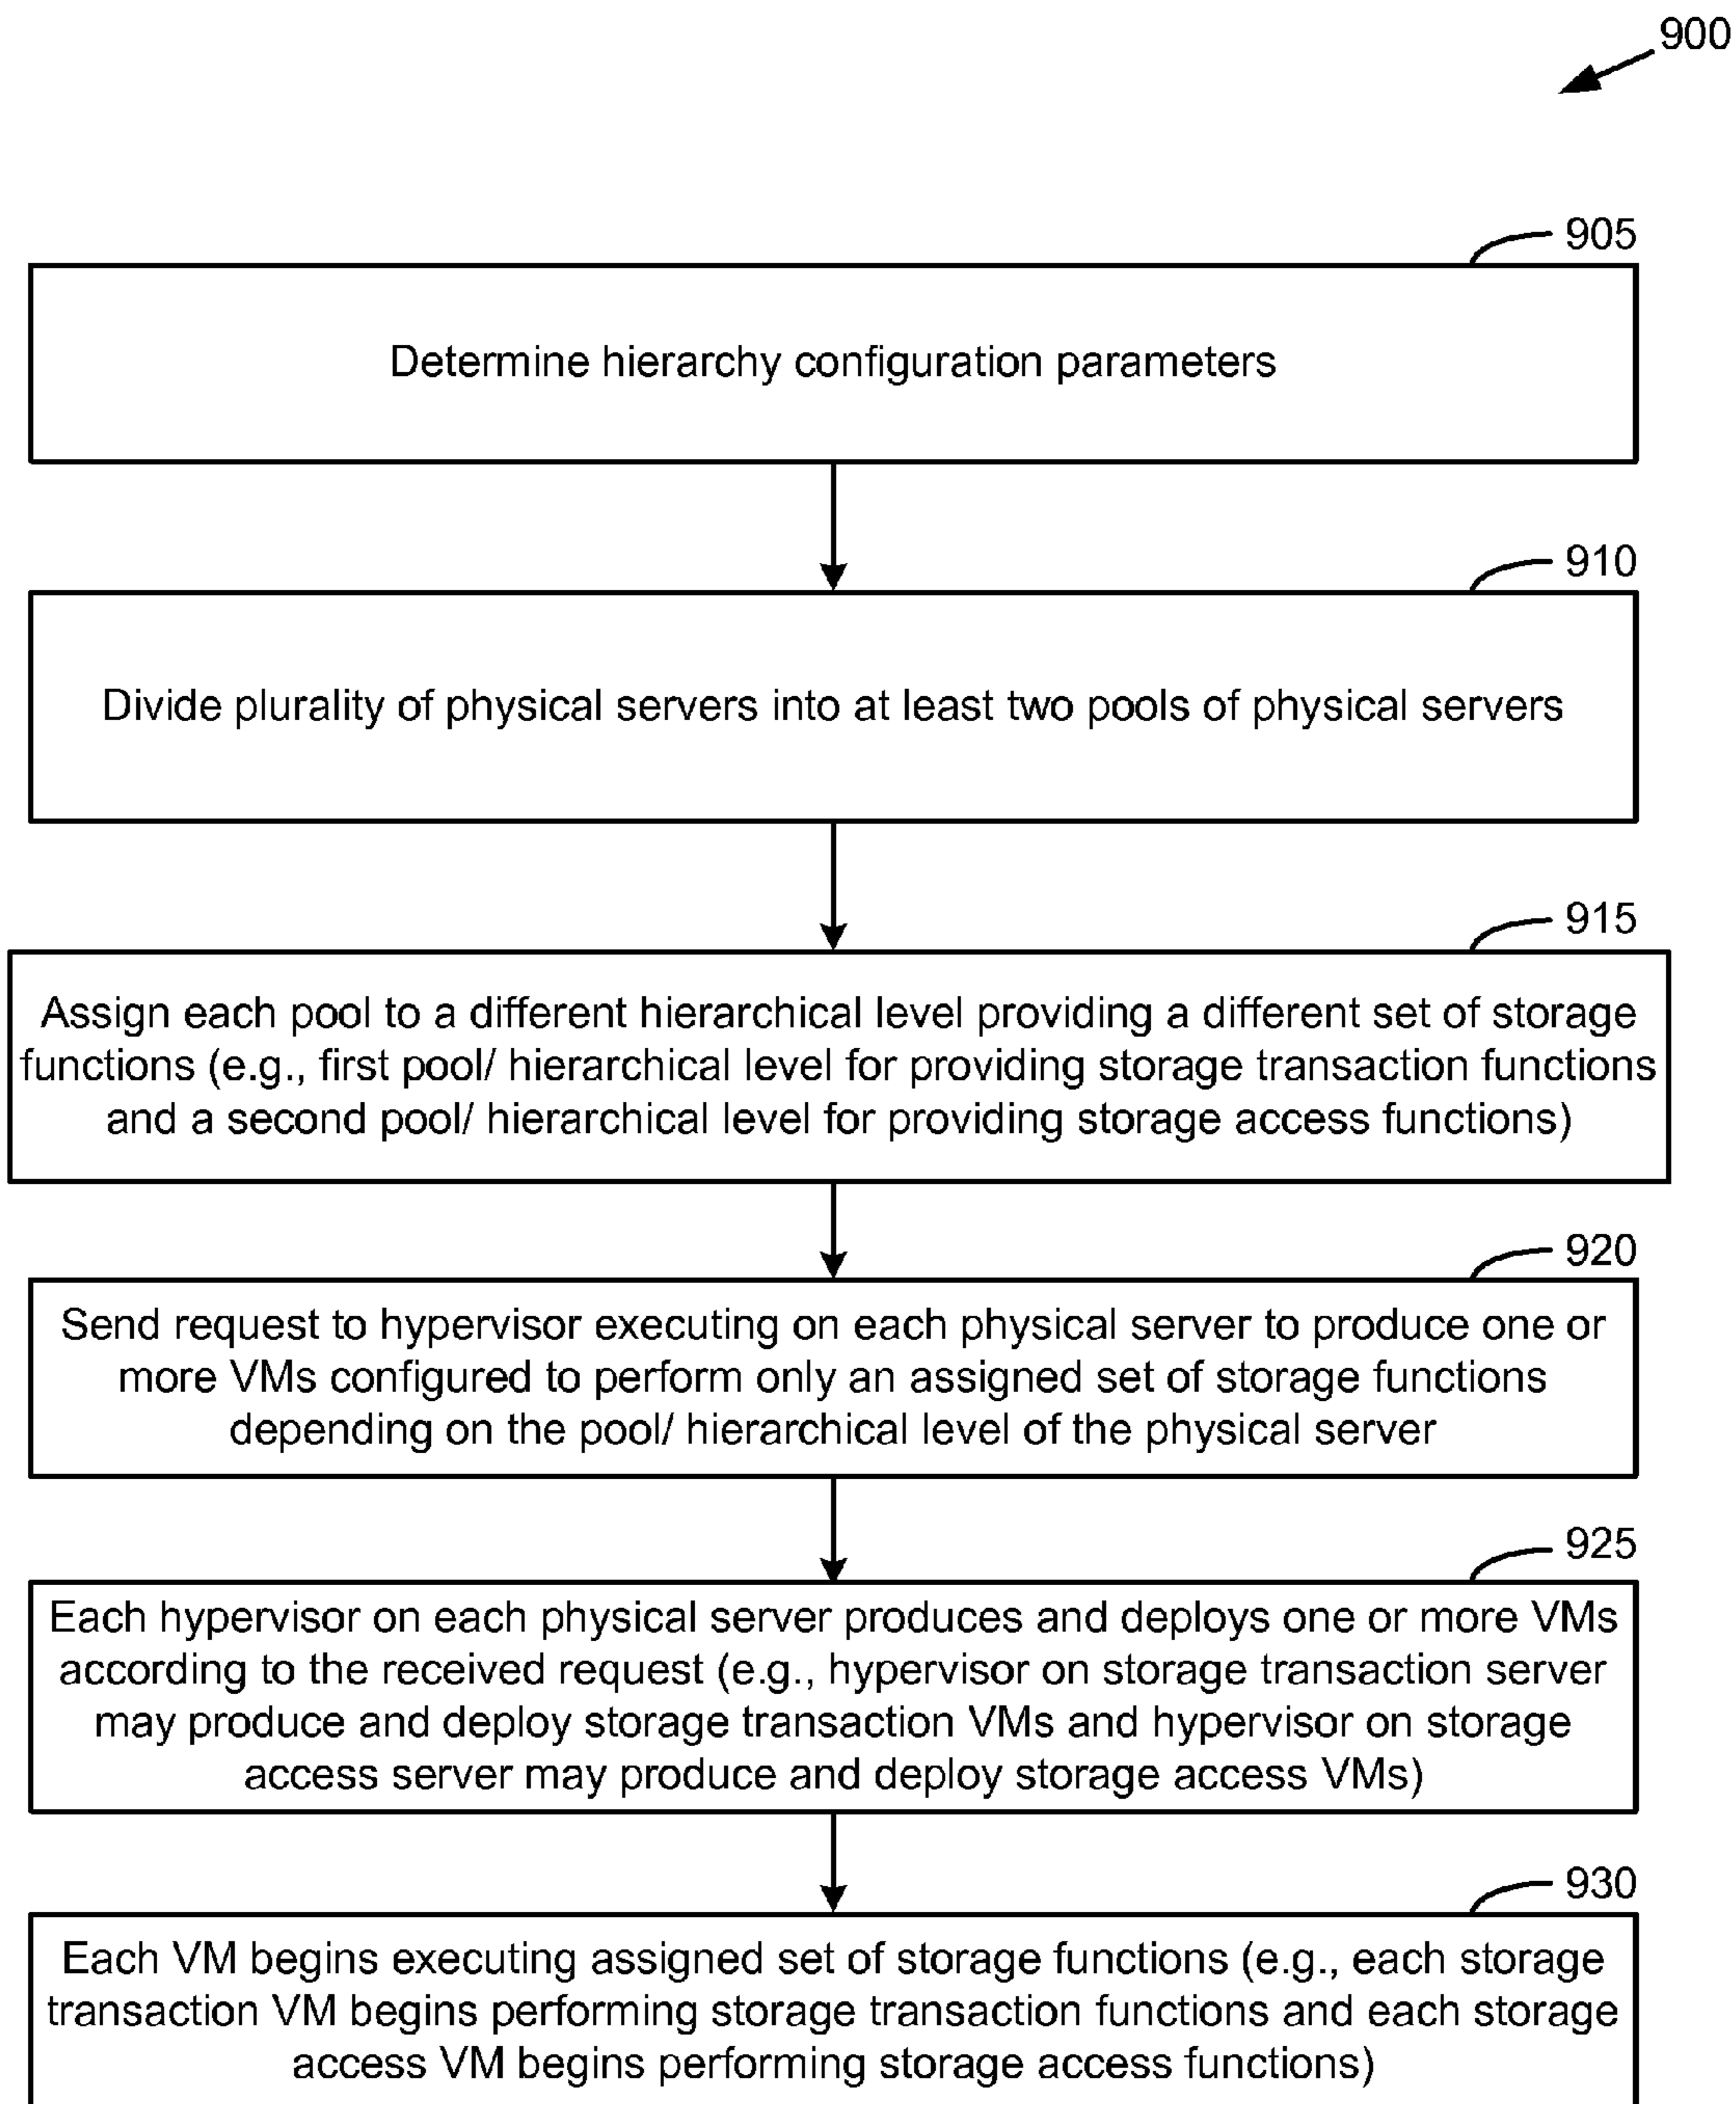 900
905
Determine hierarchy configuration parameters
910
Divide plurality of physical servers into at least two pools of physical servers
915
Assign each pool to a different hierarchical level providing a different set of storage
functions (e.g., first pool/ hierarchical level for providing storage transaction functions
and a second pool/ hierarchical level for providing storage access functions)
920
Send request to hypervisor executing on each physical server to produce one or
more VMs configured to perform only an assigned set of storage functions
depending on the pool/ hierarchical level of the physical server
925
Each hypervisor on each physical server produces and deploys one or more VMs
according to the received request (e.g., hypervisor on storage transaction server
may produce and deploy storage transaction VMs and hypervisor on storage
access server may produce and deploy storage access VMs)
930
Each VM begins executing assigned set of storage functions (e.g., each storage
transaction VM begins performing storage transaction functions and each storage
access VM begins performing storage access functions)